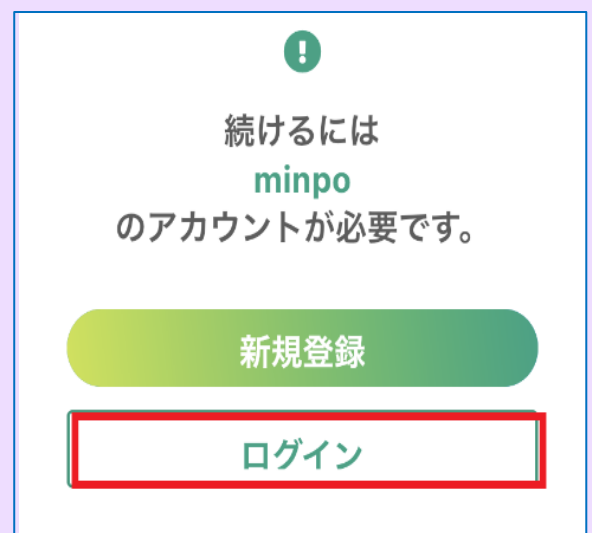 続けるには
minpo
のアカウントが必要です。
新規登録
ログイン